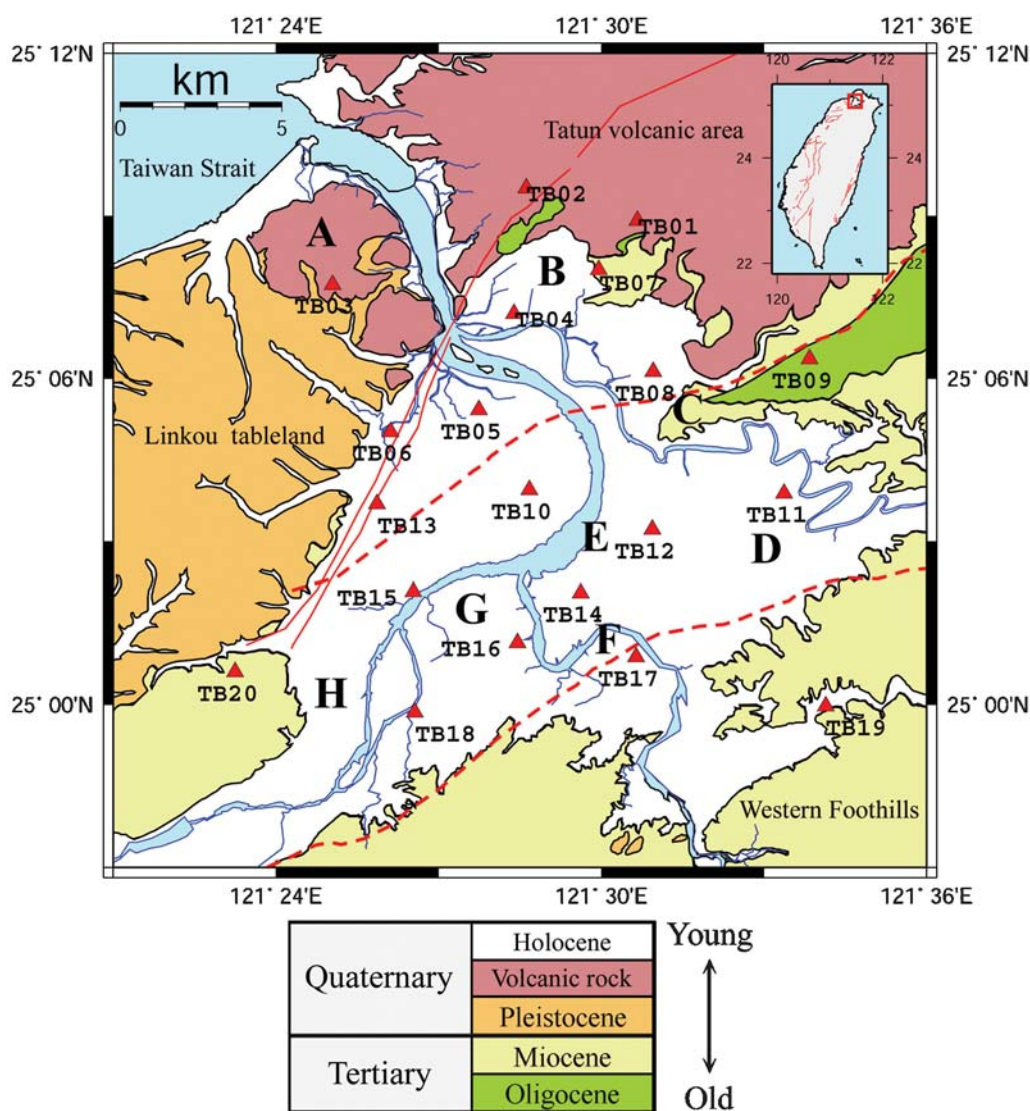 121° 24'E
121° 30'E
121° 36'E
25° 12'N
25° 12'N
km
0
5
Tatun volcanic area
Taiwan Strait
120
122
24
24
22
22
120
122
TB02
TB01
A
B
TB03
TB07
TB04
25° 06'N
25° 06'N
TB09
TB08
C
TB05
Linkou tableland
TB06
TB10
TB13
TB11
E
TB12
D
TB15
G
TB14
F
TB16
TB17
H
TB20
25° 00'N
25° 00'N
TB18
TB19
Western Foothills
121° 24'E
121° 30'E
121° 36'E
Quaternary
Holocene
Volcanic rock
Pleistocene
Tertiary
Miocene
Oligocene
Young
Old